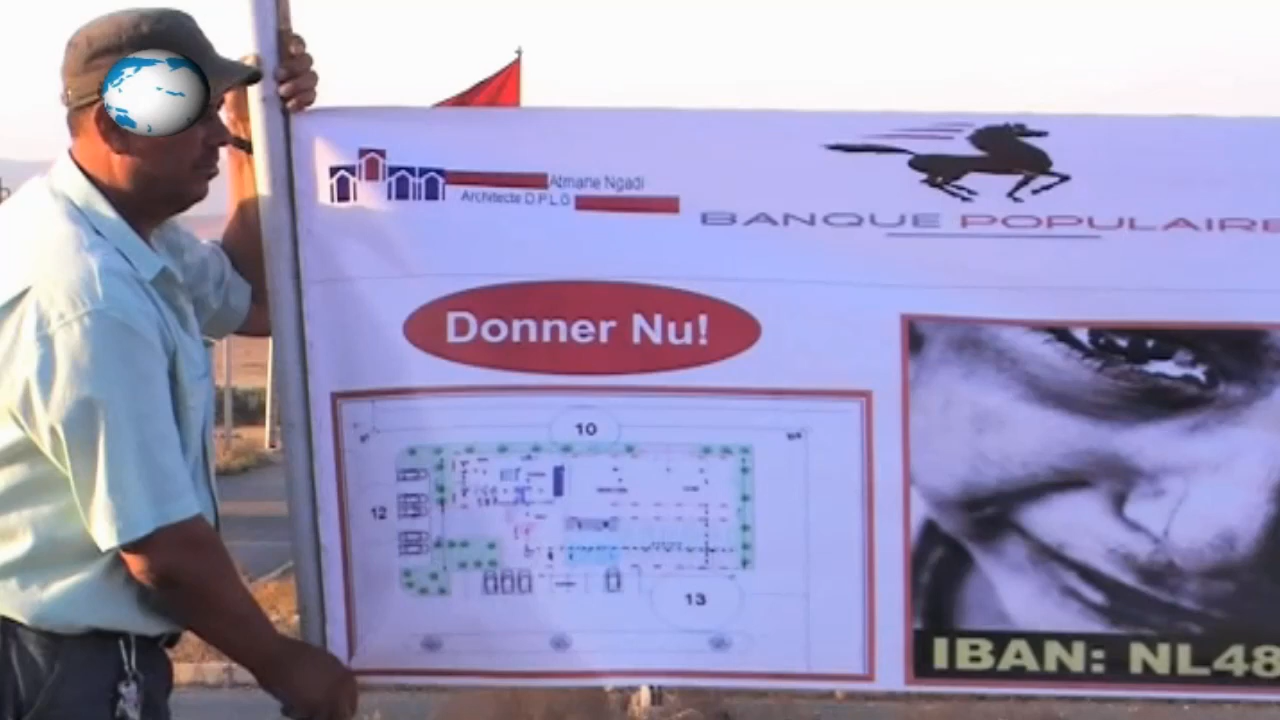 Atmane Ngadi
Architecte D P L G
BANQUE POPULAIRE
Donner Nu!
10
12
13
IBAN: NL48